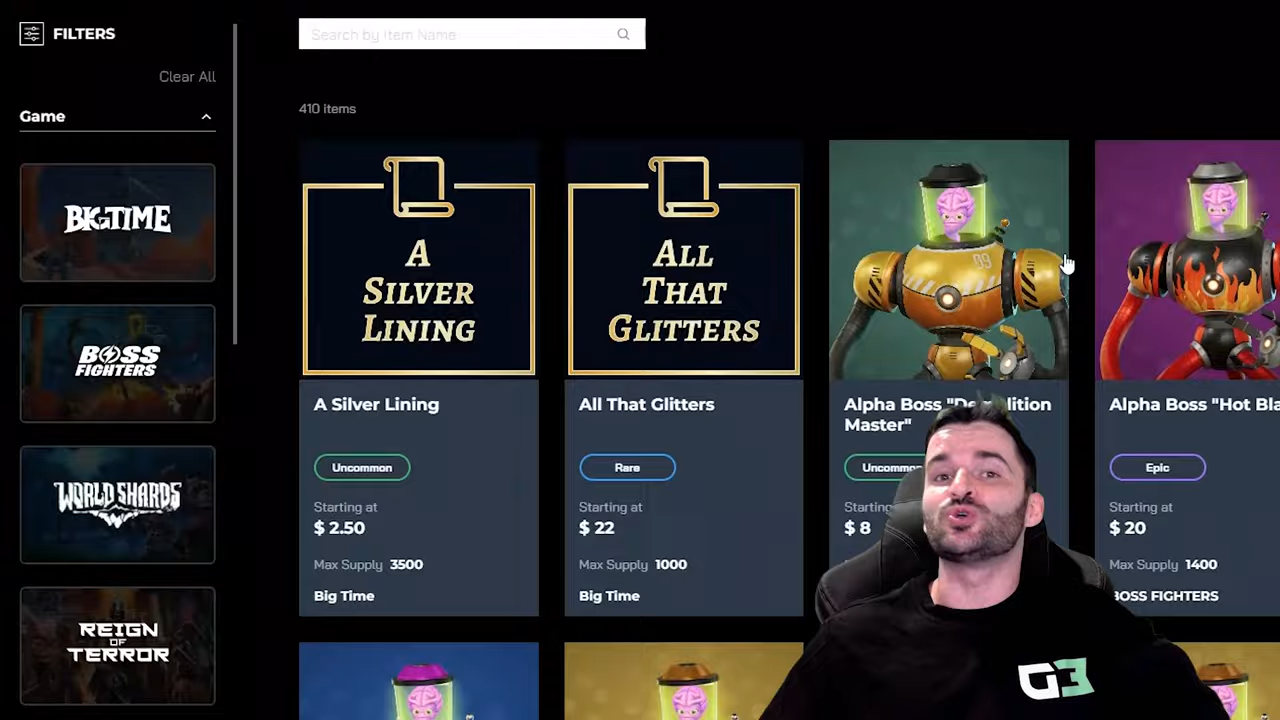 FILTERS
Search by Item Name
Clear All
Game
410 items
BIGTIME
BOSS
FIGHTERS
WORLD SHARDS
REIGN
OF
TERROR
A
SILVER
LINING
ALL
THAT
GLITTERS
09
A Silver Lining
Uncommon
Starting at
$ 2.50
Max Supply 3500
Big Time
All That Glitters
Rare
Starting at
$ 22
Max Supply 1000
Big Time
Alpha Boss
Master"
Starting
$ 8
Alpha Boss "Hot
Epic
Starting at
$ 20
Max Supply 1400
BOSS FIGHTERS
G3